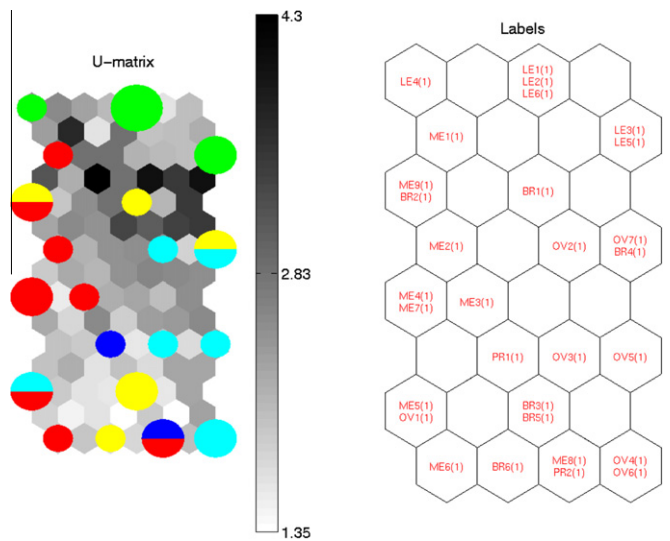 U-matrix
4.3
2.83
1.35
Labels
LE4(1)
LE1(1)
LE2(1)
LE6(1)
ME1(1)
LE3(1)
LE5(1)
ME9(1)
BR2(1)
BR1(1)
ME2(1)
OV2(1)
OV7(1)
BR4(1)
ME4(1)
ME7(1)
ME3(1)
PR1(1)
OV3(1)
OV5(1)
ME5(1)
OV1(1)
BR3(1)
BR5(1)
ME6(1)
BR6(1)
ME8(1)
PR2(1)
OV4(1)
OV6(1)